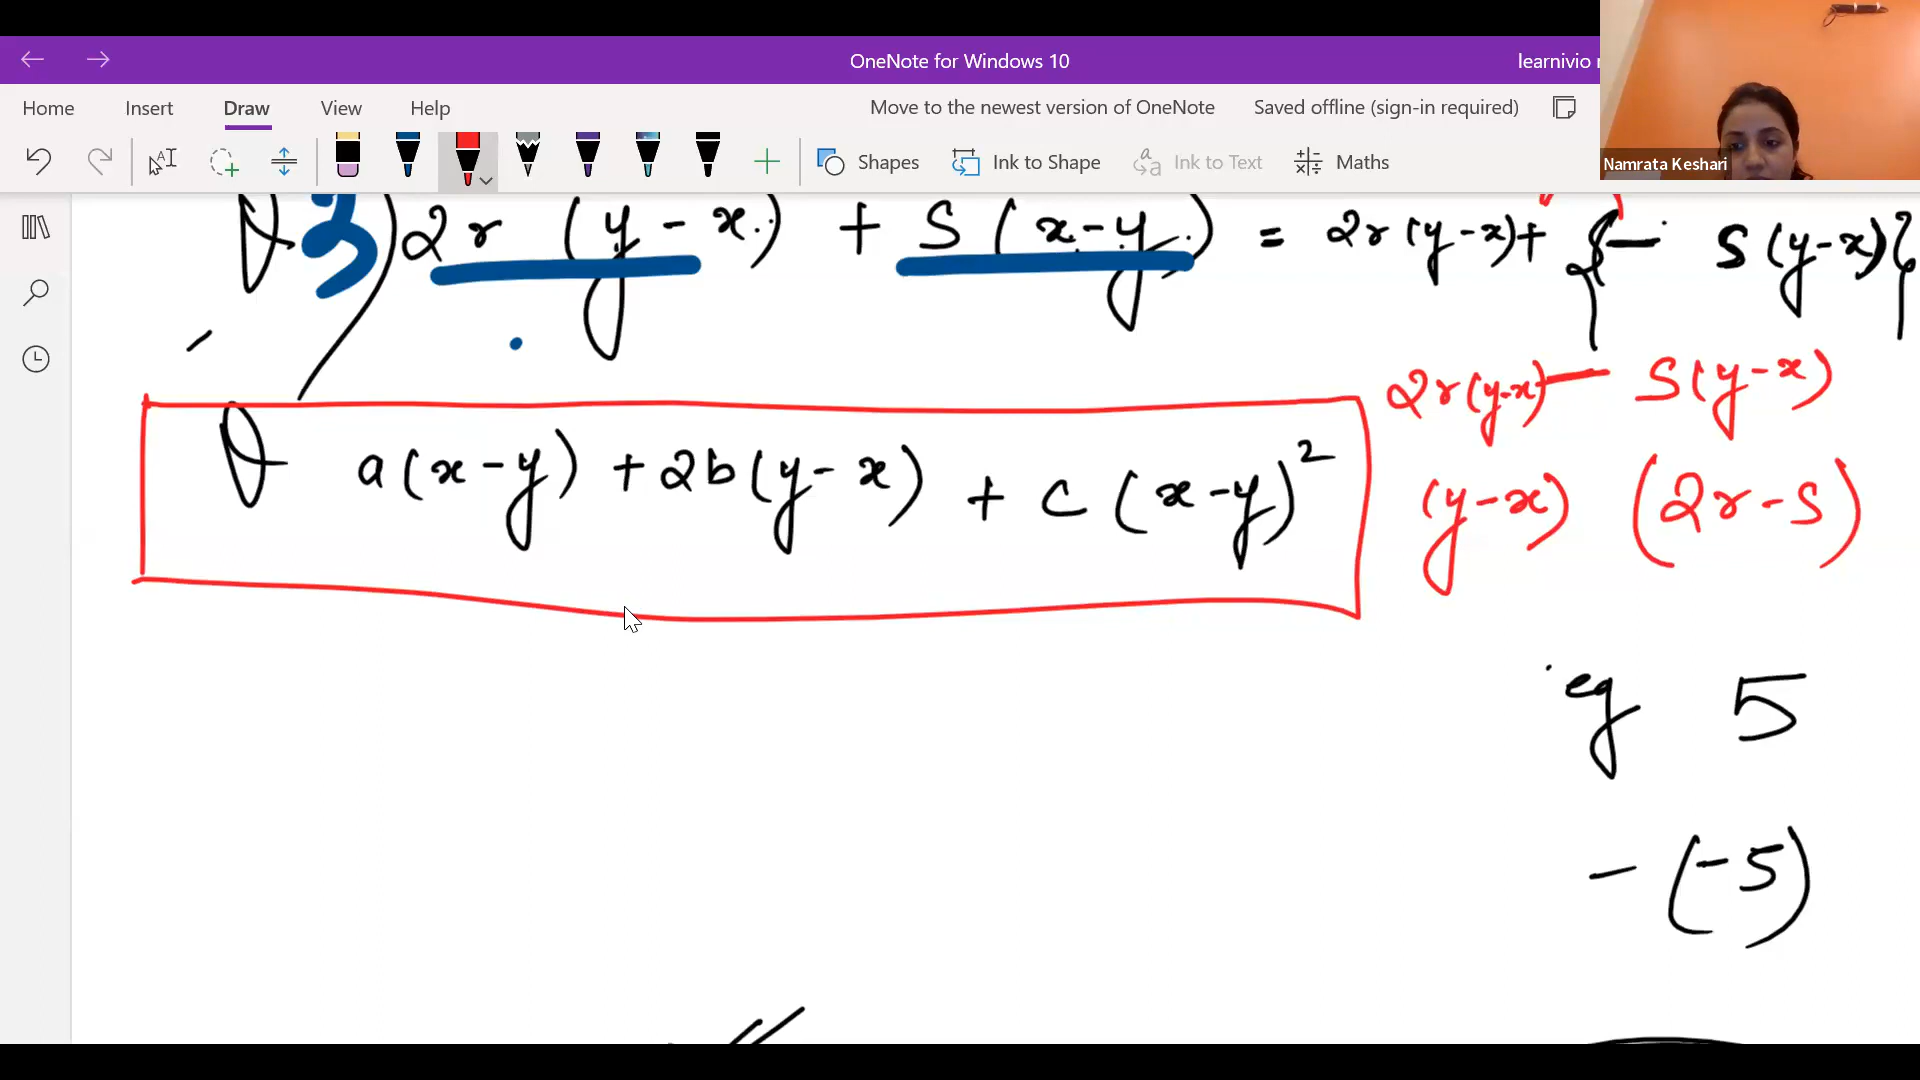 OneNote for Windows 10
learnivio
Home Insert Draw View Help
Move to the newest version of OneNote Saved offline (sign-in required)
Shapes Ink to Shape Ink to Text Maths
Namrata Keshari
Q 3) 2r (y-x) + S(x-y) = 2r(y-x)+ {- S(y-x)}
2r(y-x) - S(y-x)
Q a(x-y) +2b(y-x) + c(x-y)²
(y-x) (2r-S)
eg 5
-(-5)